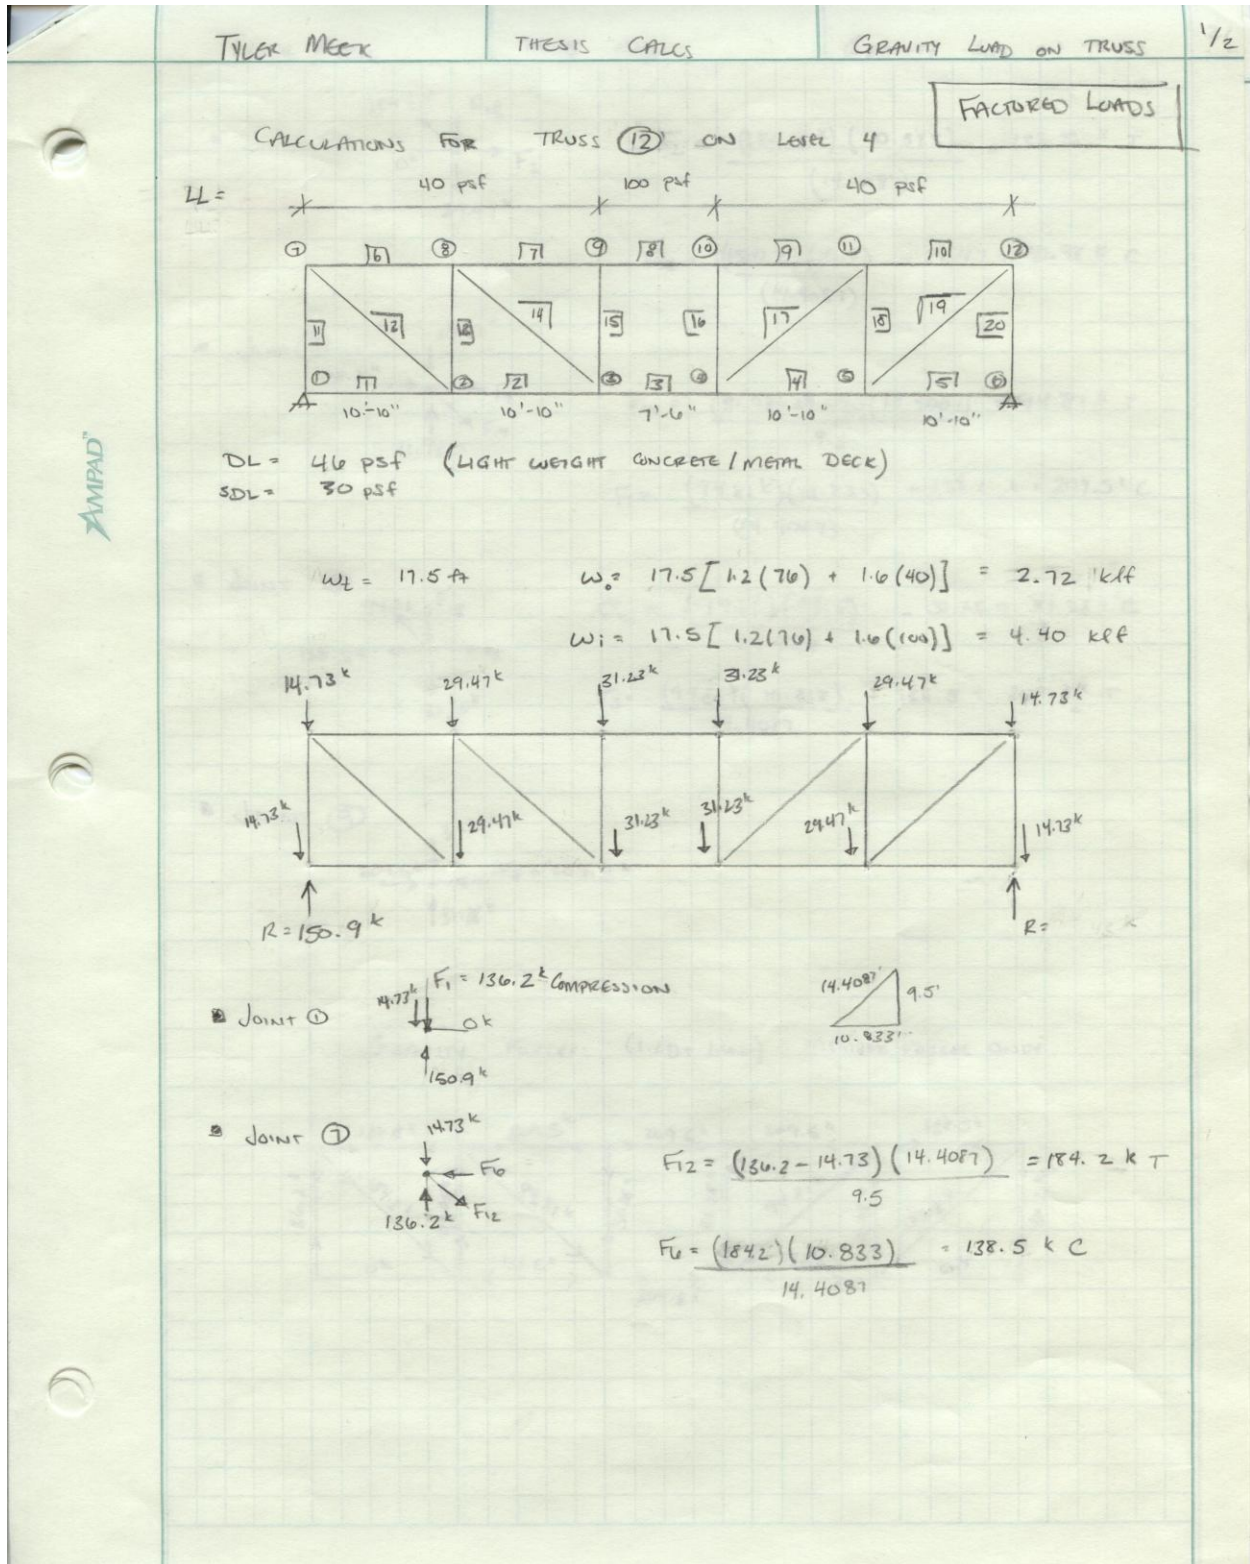 TYLER MEEK THESIS CALCS GRAVITY LOAD ON TRUSS 1/2
FACTORED LOADS
CALCULATIONS FOR TRUSS 12 ON LEVEL 4
LL = 40 psf 100 psf 40 psf
7 6 8 7 9 8 10 9 11 10 12
11 12 13 14 15 16 17 18 19 20
1 1 2 2 3 3 4 4 5 5 6
10'-10" 10'-10" 7'-6" 10'-10" 10'-10"
DL = 46 psf (LIGHT WEIGHT CONCRETE / METAL DECK)
SDL = 30 psf
AMPAD™
wt = 17.5 ft wo = 17.5 [1.2(76) + 1.6(40)] = 2.72 klf
wi = 17.5 [1.2(76) + 1.6(100)] = 4.40 klf
14.73k 29.47k 31.23k 31.23k 29.47k 14.73k
14.73k 29.47k 31.23k 31.23k 29.47k 14.73k
R = 150.9k R =
14.73k F1 = 136.2k COMPRESSION 14.4087' 9.5'
JOINT 1 0k 10.833'
150.9k
JOINT 7 14.73k
F6
F12 = (136.2 - 14.73)(14.4087) = 184.2 k T
9.5
136.2k F12
F6 = (184.2)(10.833) = 138.5 k C
14.4087